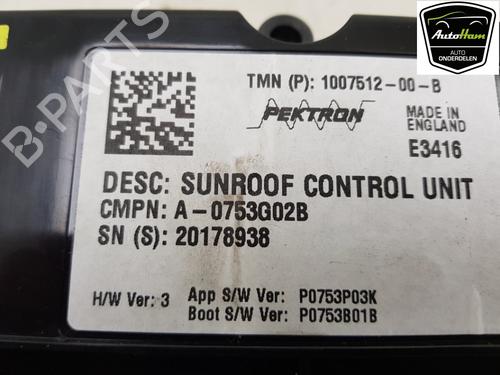 AutoHam
AUTO
ONDERDELEN
TMN (P): 1007512-00-B
PEKTRON
MADE IN
ENGLAND
E3416
DESC: SUNROOF CONTROL UNIT
CMPN: A-0753G02B
SN (S): 20178938
H/W Ver: 3 App S/W Ver: P0753P03K
Boot S/W Ver: P0753B01B
B-PARTS